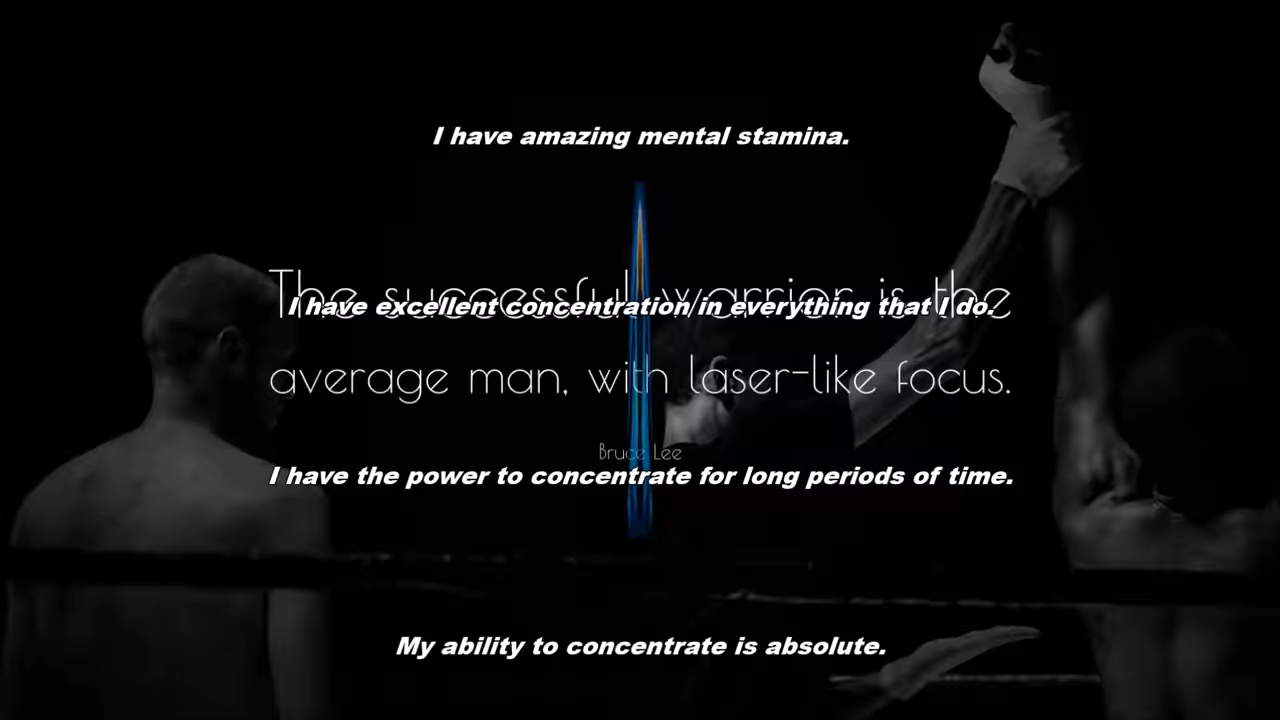 I have amazing mental stamina.
The successful warrior is the
I have excellent concentration in everything that I do.
average man, with laser-like focus.
Bruce Lee
I have the power to concentrate for long periods of time.
My ability to concentrate is absolute.